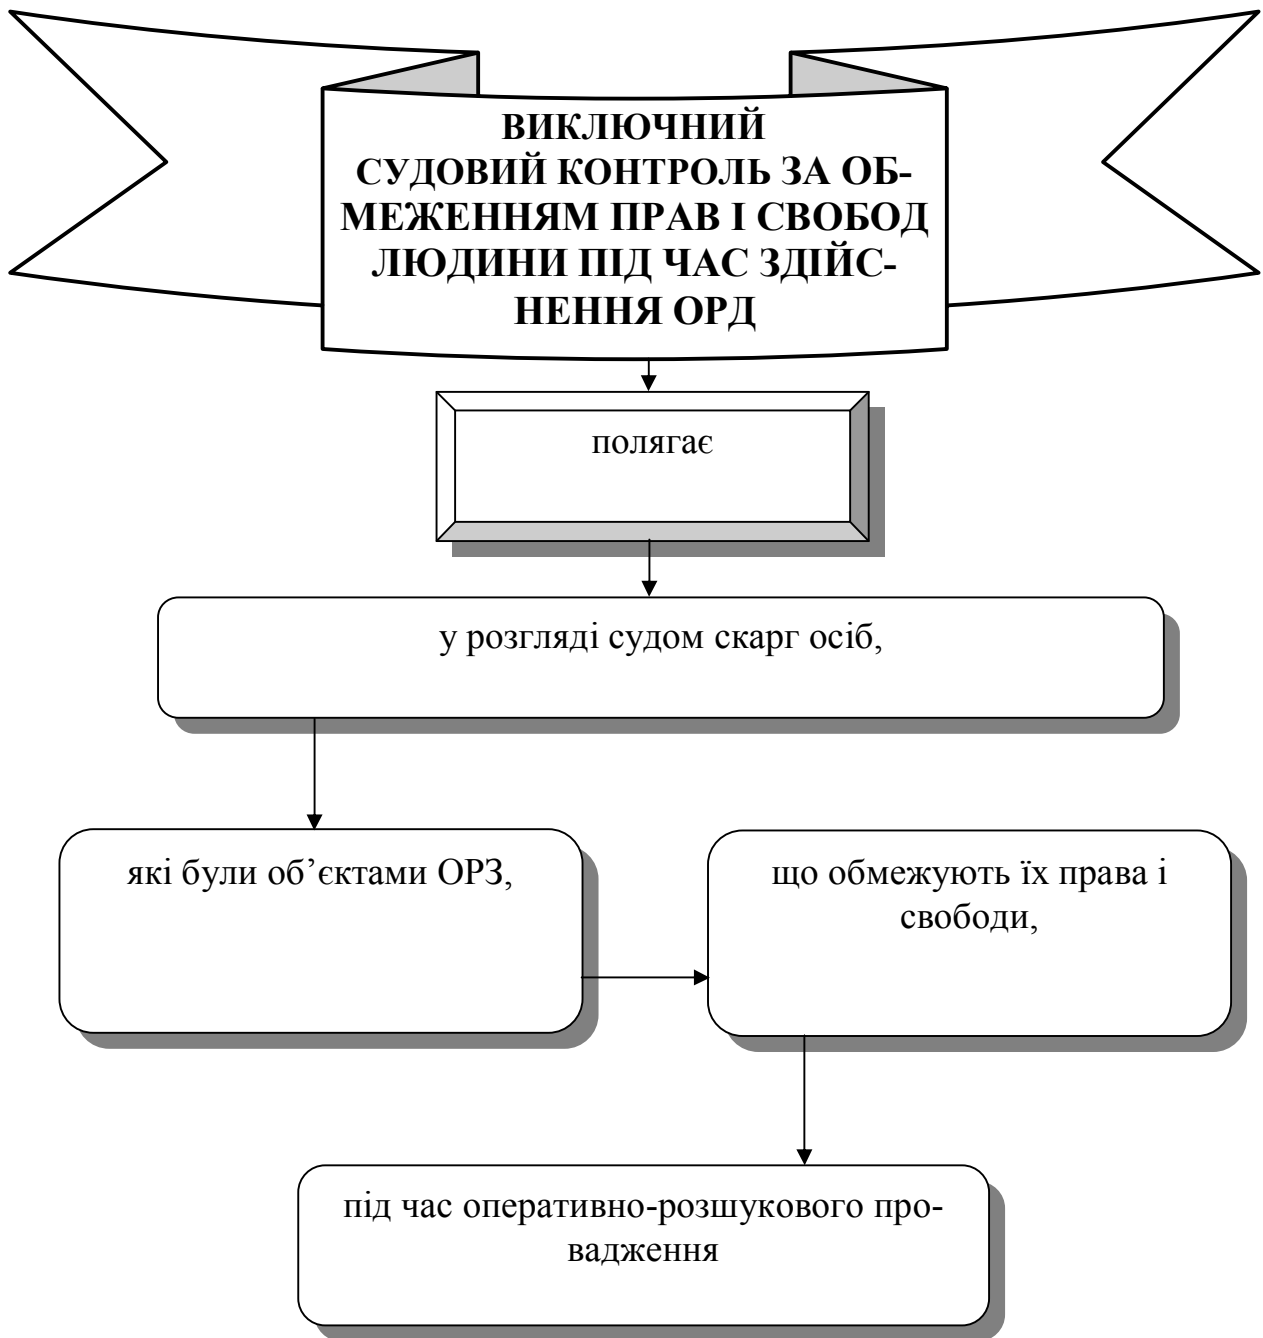 ВИКЛЮЧНИЙ
СУДОВИЙ КОНТРОЛЬ ЗА ОБ-
МЕЖЕННЯМ ПРАВ І СВОБОД
ЛЮДИНИ ПІД ЧАС ЗДІЙС-
НЕННЯ ОРД
полягає
у розгляді судом скарг осіб,
які були об’єктами ОРЗ,
що обмежують їх права і
свободи,
під час оперативно-розшукового про-
вадження